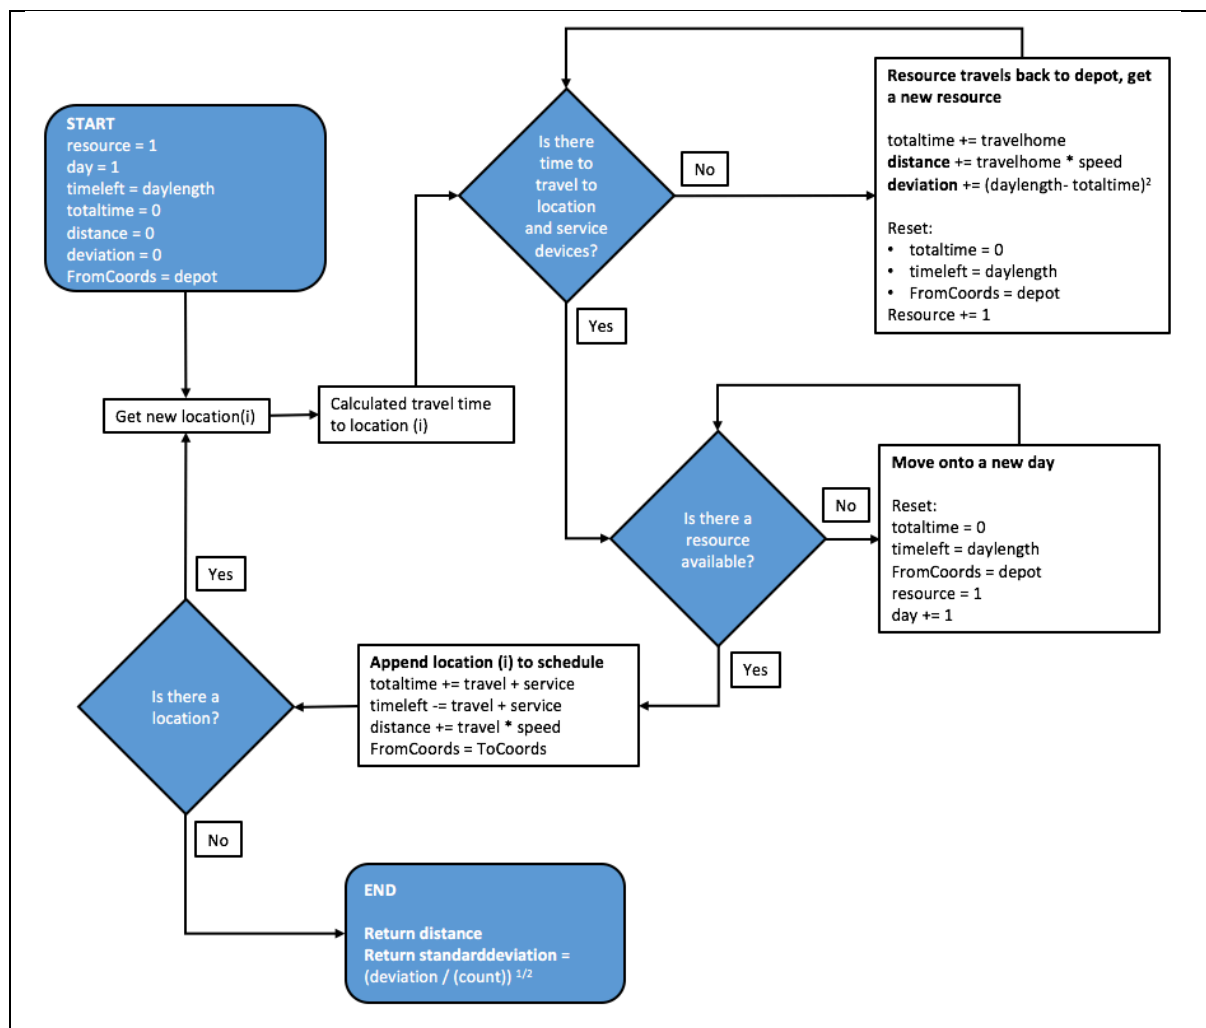 START
resource = 1
day = 1
timeleft = daylength
totaltime = 0
distance = 0
deviation = 0
FromCoords = depot
Get new location(i)
Calculated travel time
to location (i)
Is there
time to
travel to
location
and service
devices?
No
Resource travels back to depot, get
a new resource
totaltime += travelhome
distance += travelhome * speed
deviation += (daylength- totaltime)²
Reset:
• totaltime = 0
• timeleft = daylength
• FromCoords = depot
Resource += 1
Yes
Is there a
resource
available?
No
Move onto a new day
Reset:
totaltime = 0
timeleft = daylength
FromCoords = depot
resource = 1
day += 1
Yes
Append location (i) to schedule
totaltime += travel + service
timeleft -= travel + service
distance += travel * speed
FromCoords = ToCoords
Is there a
location?
Yes
No
END
Return distance
Return standarddeviation =
(deviation / (count)) ¹/²